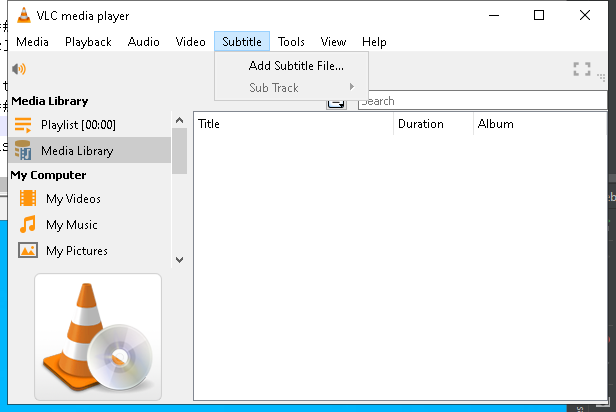 VLC media player
Media Playback Audio Video Subtitle Tools View Help
Add Subtitle File...
Sub Track
Search
Media Library
Playlist [00:00]
Media Library
My Computer
My Videos
My Music
My Pictures
Title Duration Album